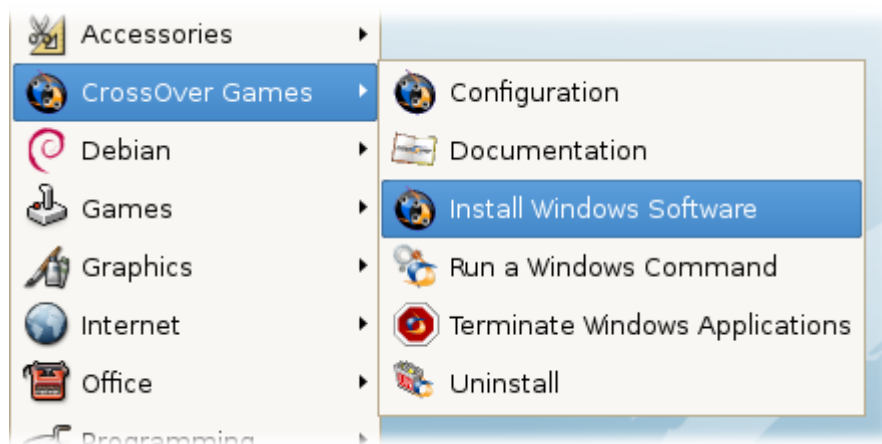 Accessories
CrossOver Games
Debian
Games
Graphics
Internet
Office
Programming
Configuration
Documentation
Install Windows Software
Run a Windows Command
Terminate Windows Applications
Uninstall